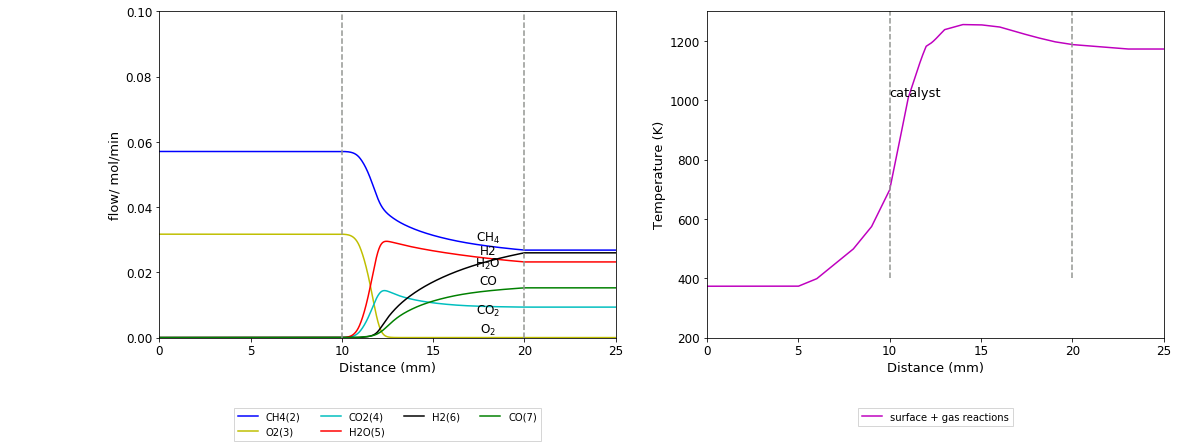 0.10
0.08
0.06
0.04
0.02
0.00
flow/ mol/min
CH4
H2
H2O
CO
CO2
O2
0 5 10 15 20 25
Distance (mm)
CH4(2) CO2(4) H2(6) CO(7)
O2(3) H2O(5)
1200
1000
800
600
400
200
Temperature (K)
catalyst
0 5 10 15 20 25
Distance (mm)
surface + gas reactions